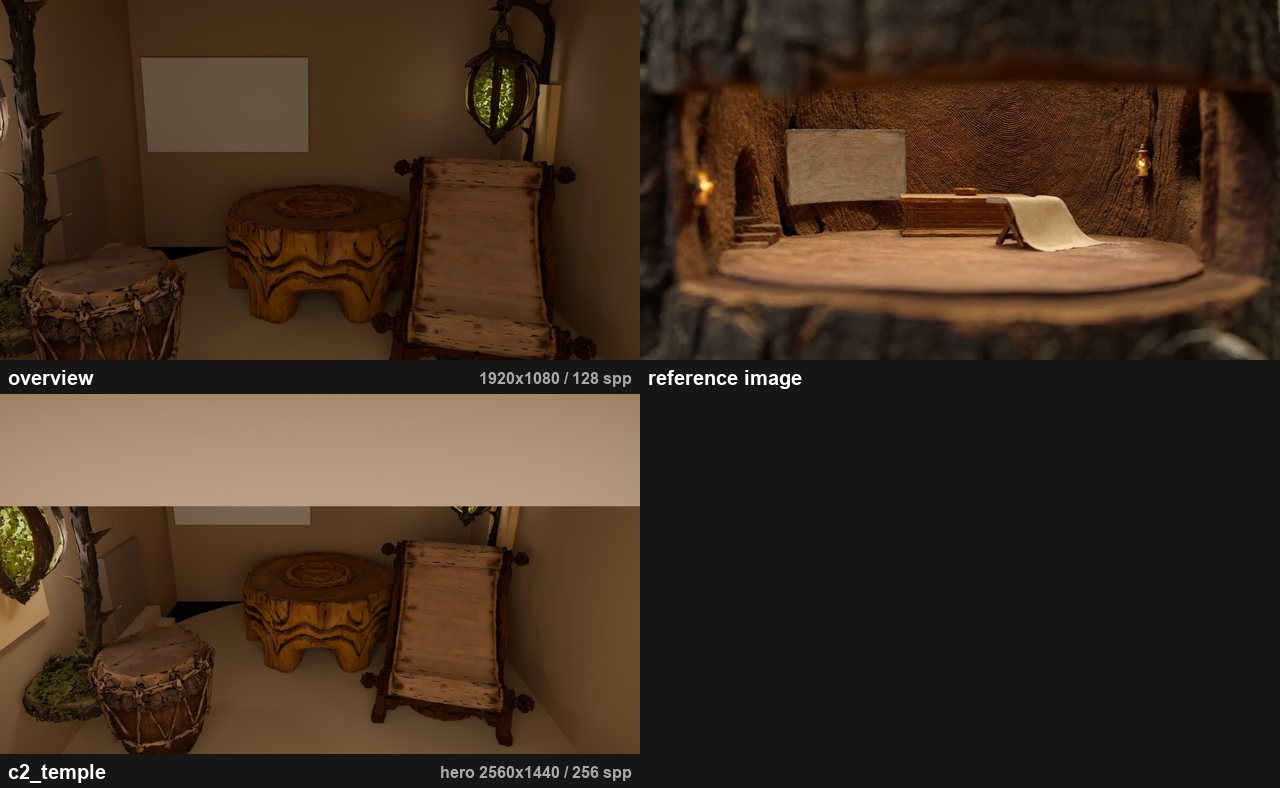 overview
1920x1080 / 128 spp
reference image
c2_temple
hero 2560x1440 / 256 spp